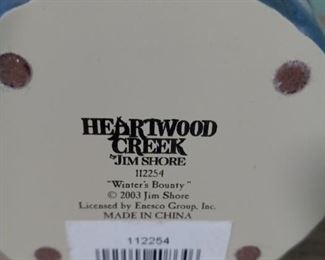 HEARTWOOD
CREEK
by JIM SHORE
112254
"Winter's Bounty"
© 2003 Jim Shore
Licensed by Enesco Group, Inc.
MADE IN CHINA
112254